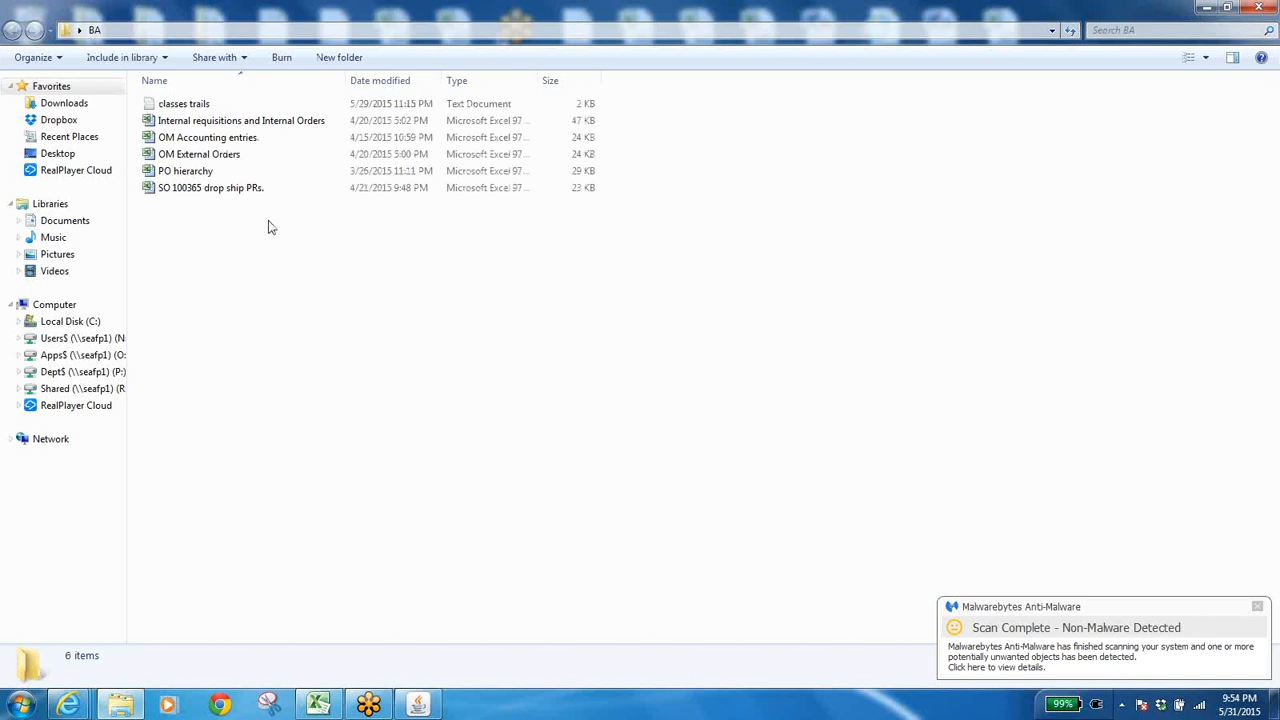 BA
Search BA
Organize
Include in library
Share with
Burn
New folder
Name
Date modified
Type
Size
Favorites
Downloads
Dropbox
Recent Places
Desktop
RealPlayer Cloud
Libraries
Documents
Music
Pictures
Videos
Computer
Local Disk (C:)
Users$ (\\seafp1) (N
Apps$ (\\seafp1) (O:
Dept$ (\\seafp1) (P:)
Shared (\\seafp1) (R
RealPlayer Cloud
Network
classes trails 5/29/2015 11:15 PM Text Document 2 KB
Internal requisitions and Internal Orders 4/20/2015 5:02 PM Microsoft Excel 97... 47 KB
OM Accounting entries. 4/15/2015 10:59 PM Microsoft Excel 97... 24 KB
OM External Orders 4/20/2015 5:00 PM Microsoft Excel 97... 24 KB
PO hierarchy 3/26/2015 11:11 PM Microsoft Excel 97... 29 KB
SO 100365 drop ship PRs. 4/21/2015 9:48 PM Microsoft Excel 97... 23 KB
Malwarebytes Anti-Malware
Scan Complete - Non-Malware Detected
Malwarebytes Anti-Malware has finished scanning your system and one or more
potentially unwanted objects has been detected.
Click here to view details.
6 items
99%
9:54 PM
5/31/2015